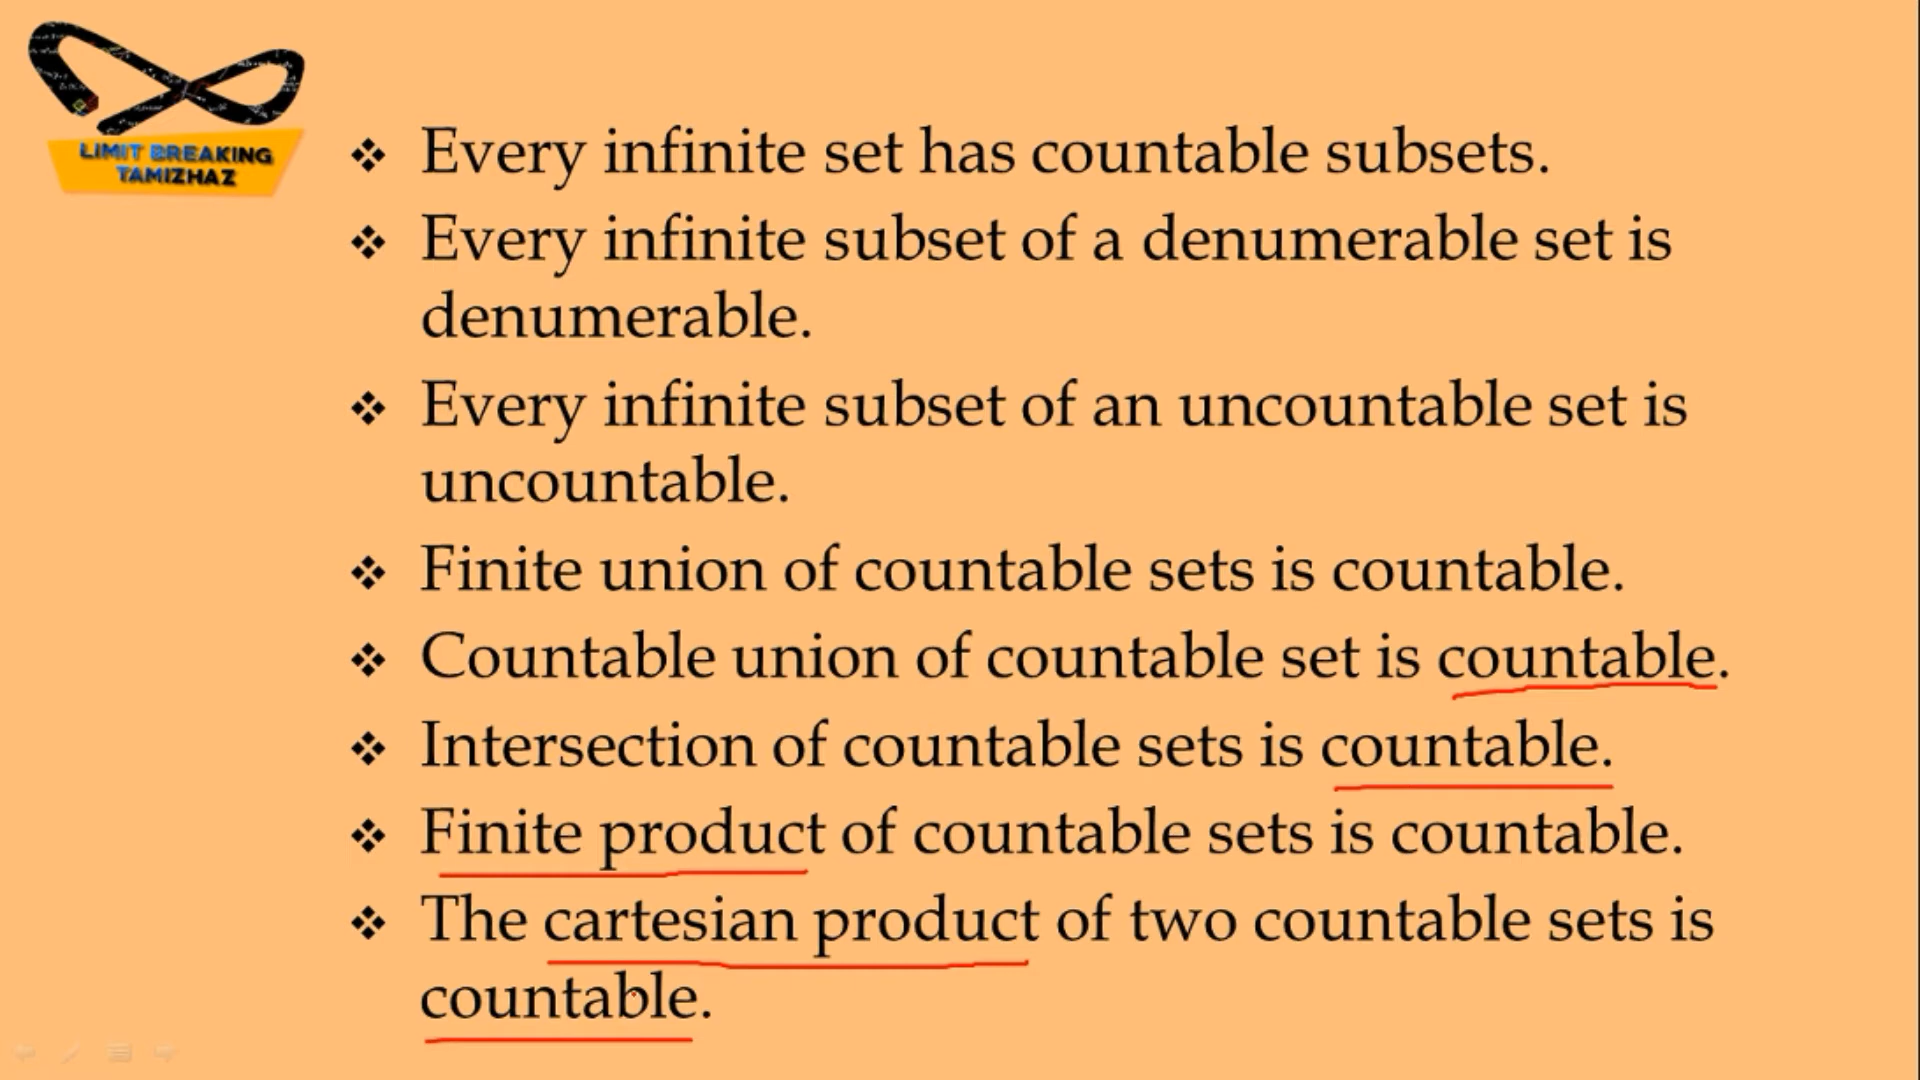 LIMIT BREAKING
TAMIZHAZ
❖ Every infinite set has countable subsets.
❖ Every infinite subset of a denumerable set is
denumerable.
❖ Every infinite subset of an uncountable set is
uncountable.
❖ Finite union of countable sets is countable.
❖ Countable union of countable set is countable.
❖ Intersection of countable sets is countable.
❖ Finite product of countable sets is countable.
❖ The cartesian product of two countable sets is
countable.